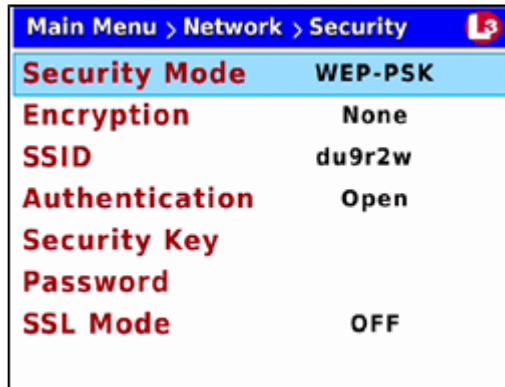 Main Menu > Network > Security L3
Security Mode WEP-PSK
Encryption None
SSID du9r2w
Authentication Open
Security Key
Password
SSL Mode OFF